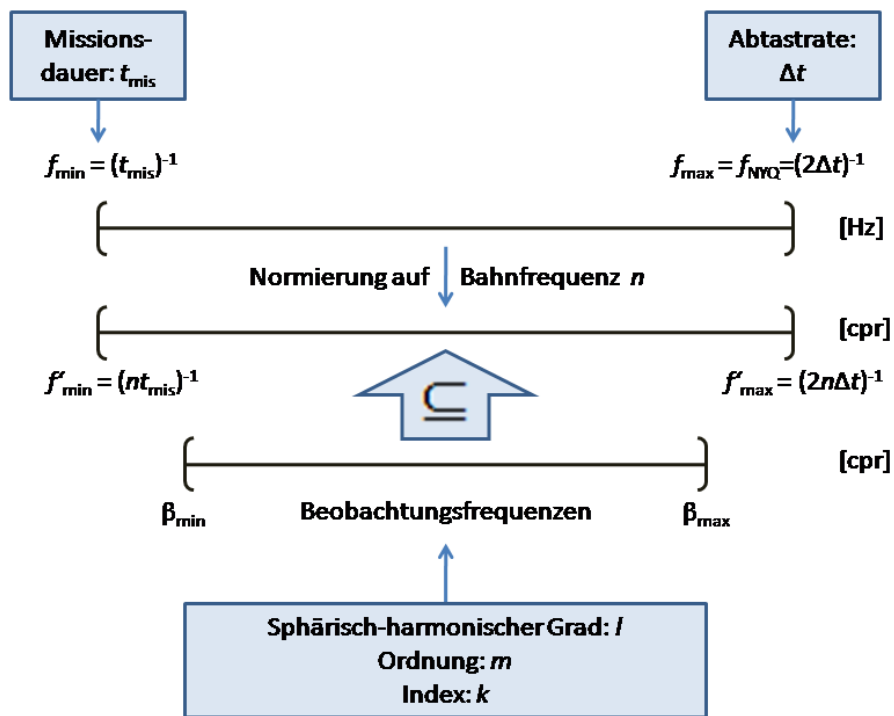 Missions-
dauer: tmis
Abtastrate:
Δt
fmin = (tmis)-1
fmax = fNYQ=(2Δt)-1
[Hz]
Normierung auf Bahnfrequenz n
[cpr]
f‘min = (ntmis)-1
f‘max = (2nΔt)-1
⊆
[cpr]
βmin
Beobachtungsfrequenzen
βmax
Sphärisch-harmonischer Grad: l
Ordnung: m
Index: k